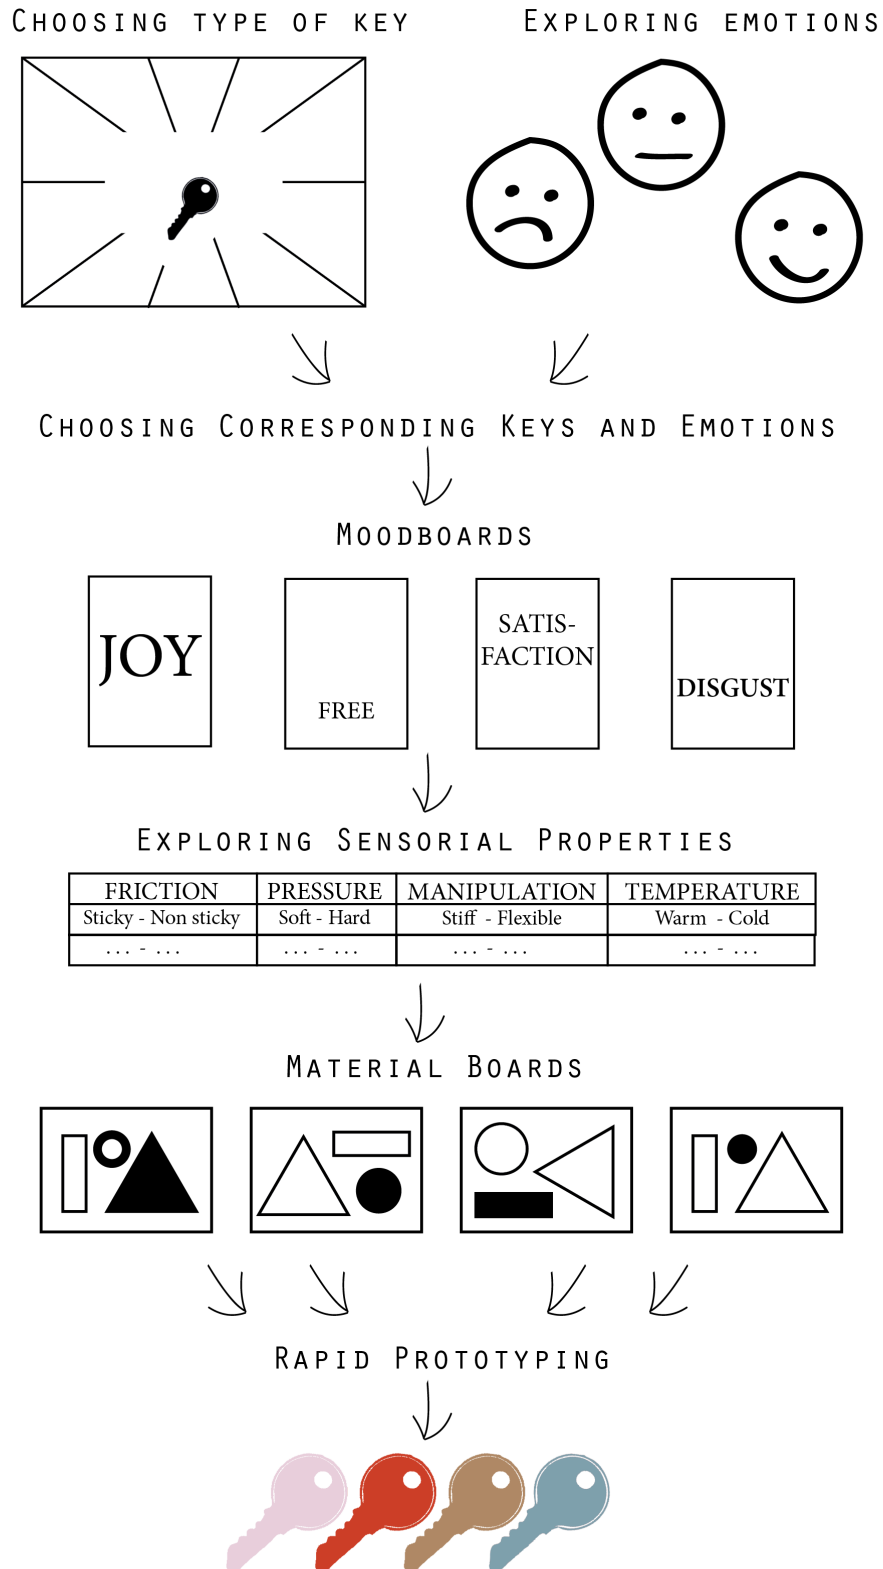 CHOOSING TYPE OF KEY
EXPLORING EMOTIONS
CHOOSING CORRESPONDING KEYS AND EMOTIONS
MOODBOARDS
JOY
FREE
SATIS-
FACTION
DISGUST
EXPLORING SENSORIAL PROPERTIES
FRICTION PRESSURE MANIPULATION TEMPERATURE
Sticky - Non sticky Soft - Hard Stiff - Flexible Warm - Cold
... - ... ... - ... ... - ... ... - ...
MATERIAL BOARDS
RAPID PROTOTYPING